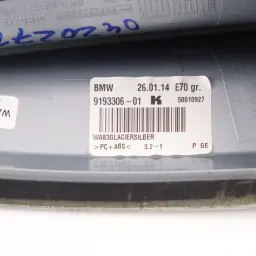 BMW 26.01.14 E70 gr.
9193306-01 K 50010927
WA83GLACIERSILBER
>PC+ABS< 3.2-1 P GE